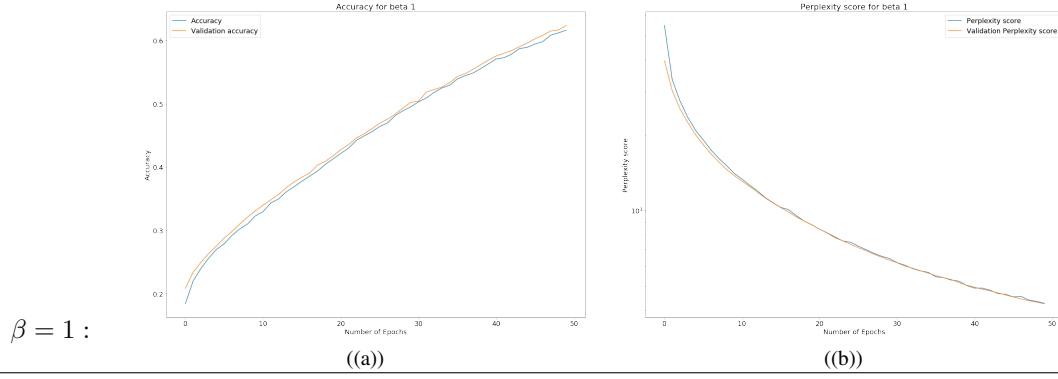 Accuracy for beta 1
Accuracy
Validation accuracy
0.6
0.5
0.4
0.3
0.2
Accuracy
0 10 20 30 40 50
Number of Epochs
Perplexity score for beta 1
Perplexity score
Validation Perplexity score
10¹
Perplexity score
0 10 20 30 40 50
Number of Epochs
β = 1 :
((a)) ((b))